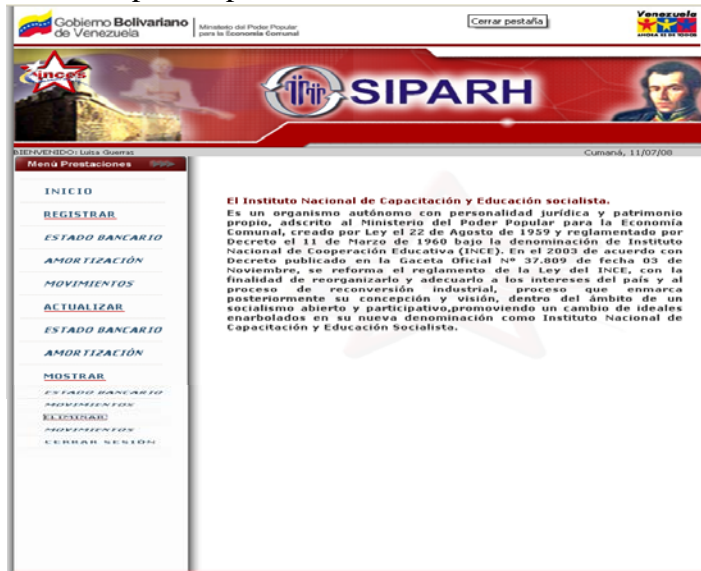 Gobierno Bolivariano
de Venezuela
Ministerio del Poder Popular
para la Economía Comunal
Cerrar pestaña
Venezuela
AHORA ES DE TODOS
inces
SIPARH
BIENVENIDO: Luisa Guerras
Cumaná, 11/07/08
Menú Prestaciones
INICIO
REGISTRAR
ESTADO BANCARIO
AMORTIZACIÓN
MOVIMIENTOS
ACTUALIZAR
ESTADO BANCARIO
AMORTIZACIÓN
MOSTRAR
ESTADO BANCARIO
MOVIMIENTOS
ELIMINAR
MOVIMIENTOS
CERRAR SESIÓN
El Instituto Nacional de Capacitación y Educación socialista.
Es un organismo autónomo con personalidad jurídica y patrimonio
propio, adscrito al Ministerio del Poder Popular para la Economía
Comunal, creado por Ley el 22 de Agosto de 1959 y reglamentado por
Decreto el 11 de Marzo de 1960 bajo la denominación de Instituto
Nacional de Cooperación Educativa (INCE). En el 2003 de acuerdo con
Decreto publicado en la Gaceta Oficial Nº 37.809 de fecha 03 de
Noviembre, se reforma el reglamento de la Ley del INCE, con la
finalidad de reorganizarlo y adecuarlo a los intereses del país y al
proceso de reconversión industrial, proceso que enmarca
posteriormente su concepción y visión, dentro del ámbito de un
socialismo abierto y participativo,promoviendo un cambio de ideales
enarbolados en su nueva denominación como Instituto Nacional de
Capacitación y Educación Socialista.